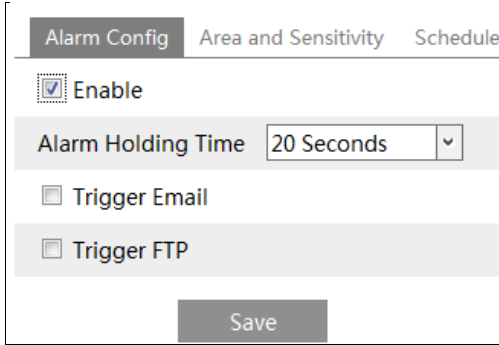 Alarm Config Area and Sensitivity Schedule
Enable
Alarm Holding Time 20 Seconds
Trigger Email
Trigger FTP
Save